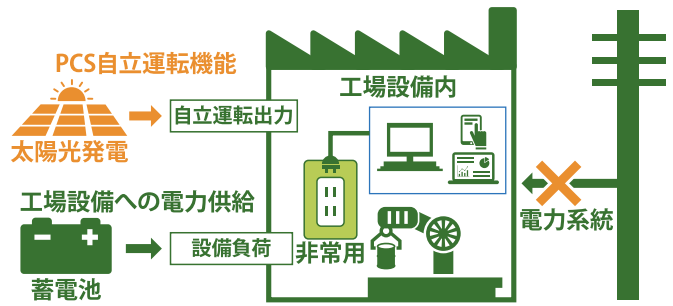 PCS自立運転機能
自立運転出力
太陽光発電
工場設備への電力供給
設備負荷
蓄電池
工場設備内
非常用
電力系統